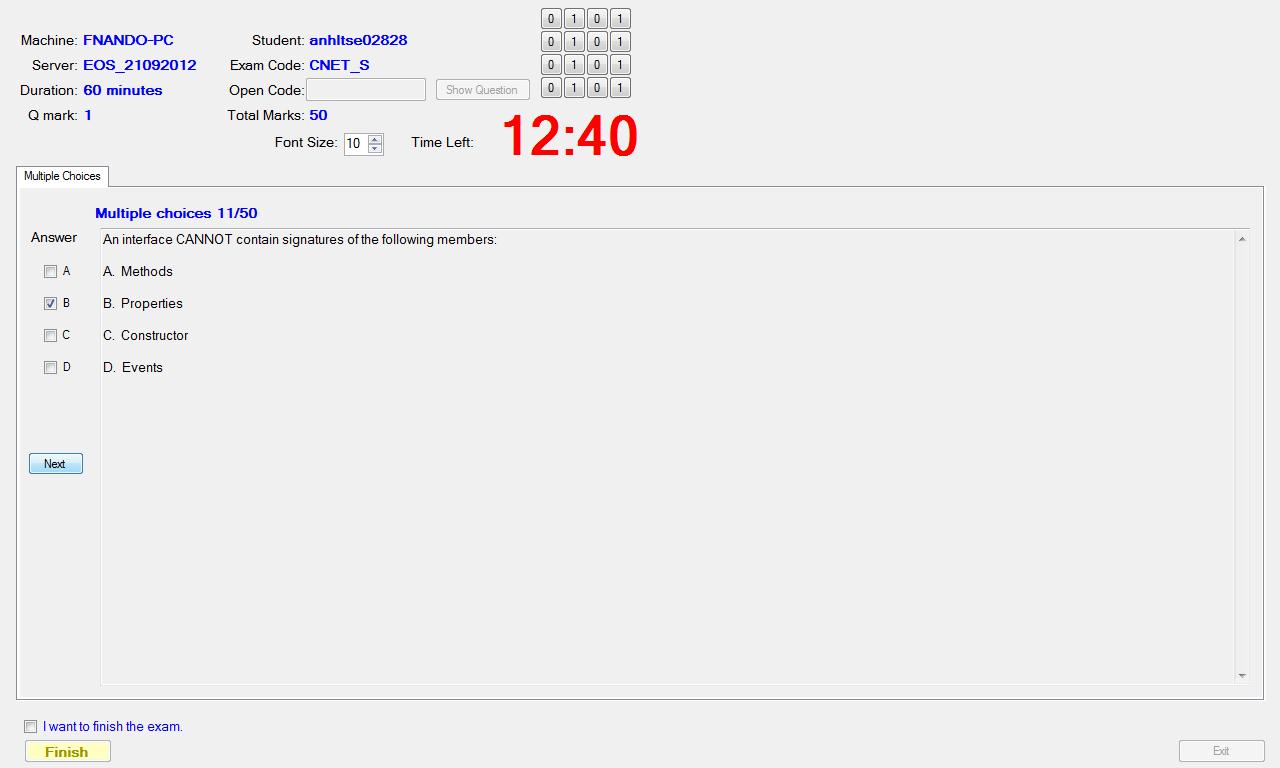 Machine: FNANDO-PC Student: anhltse02828 0 1 0 1
0 1 0 1
Server: EOS_21092012 Exam Code: CNET_S 0 1 0 1
Duration: 60 minutes Open Code: Show Question 0 1 0 1
Q mark: 1 Total Marks: 50
Font Size: 10 Time Left: 12:40
Multiple Choices
Multiple choices 11/50
Answer An interface CANNOT contain signatures of the following members:
A A. Methods
B B. Properties
C C. Constructor
D D. Events
Next
I want to finish the exam.
Finish Exit